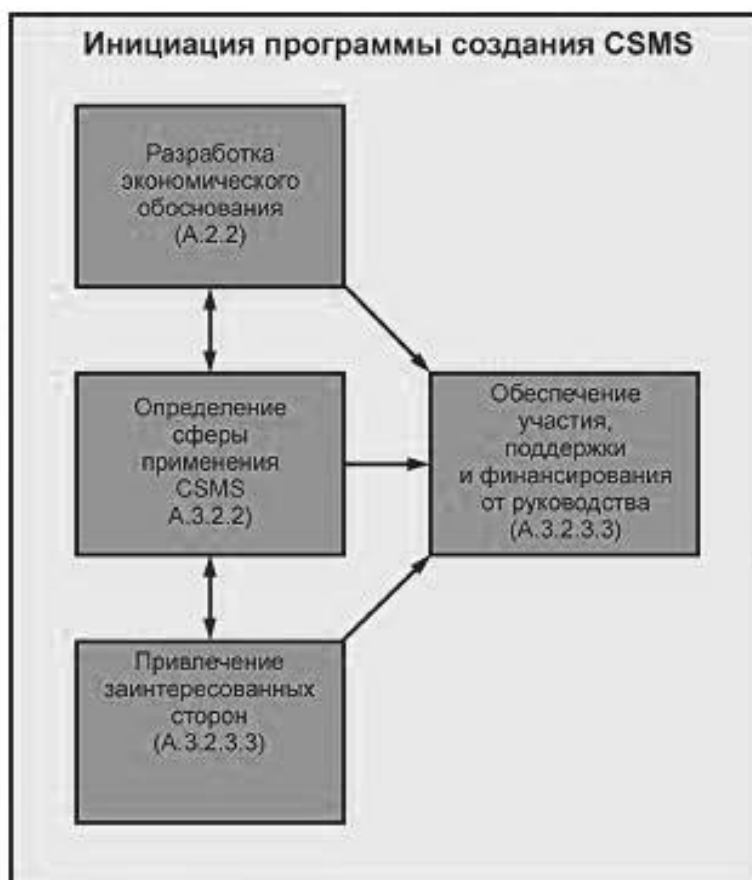 Инициация программы создания CSMS
Разработка
экономического
обоснования
(А.2.2)
Определение
сферы
применения
CSMS
А.3.2.2)
Обеспечение
участия,
поддержки
и финансирования
от руководства
(А.3.2.3.3)
Привлечение
заинтересованных
сторон
(А.3.2.3.3)